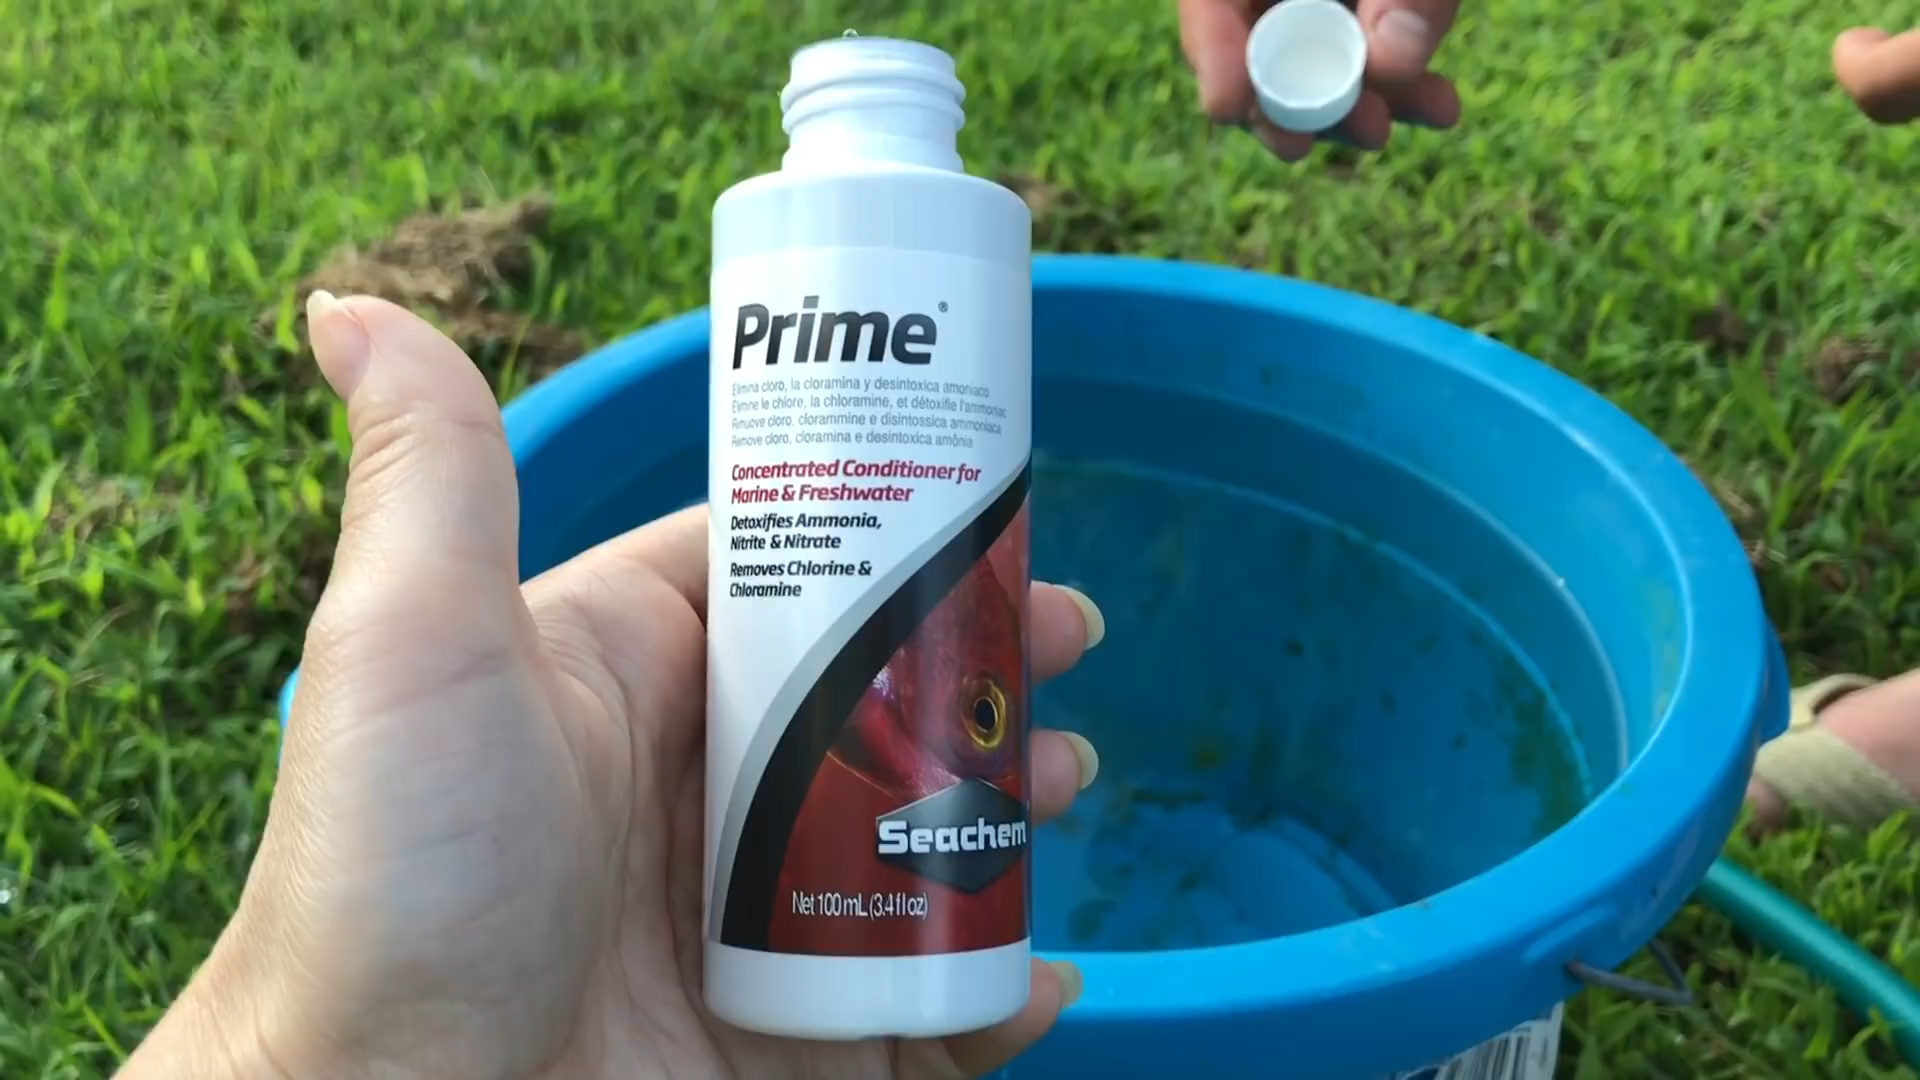 Prime®
Elimina cloro, la cloramina y desintoxica amoniaco
Elimine le chlore, la chloramine, et détoxifie l'ammoniac
Rimuove cloro, clorammine e disintossica ammoniaca
Remove cloro, cloramina e desintoxica amônia
Concentrated Conditioner for
Marine & Freshwater
Detoxifies Ammonia,
Nitrite & Nitrate
Removes Chlorine &
Chloramine
Seachem
Net 100 mL (3.4 fl oz)